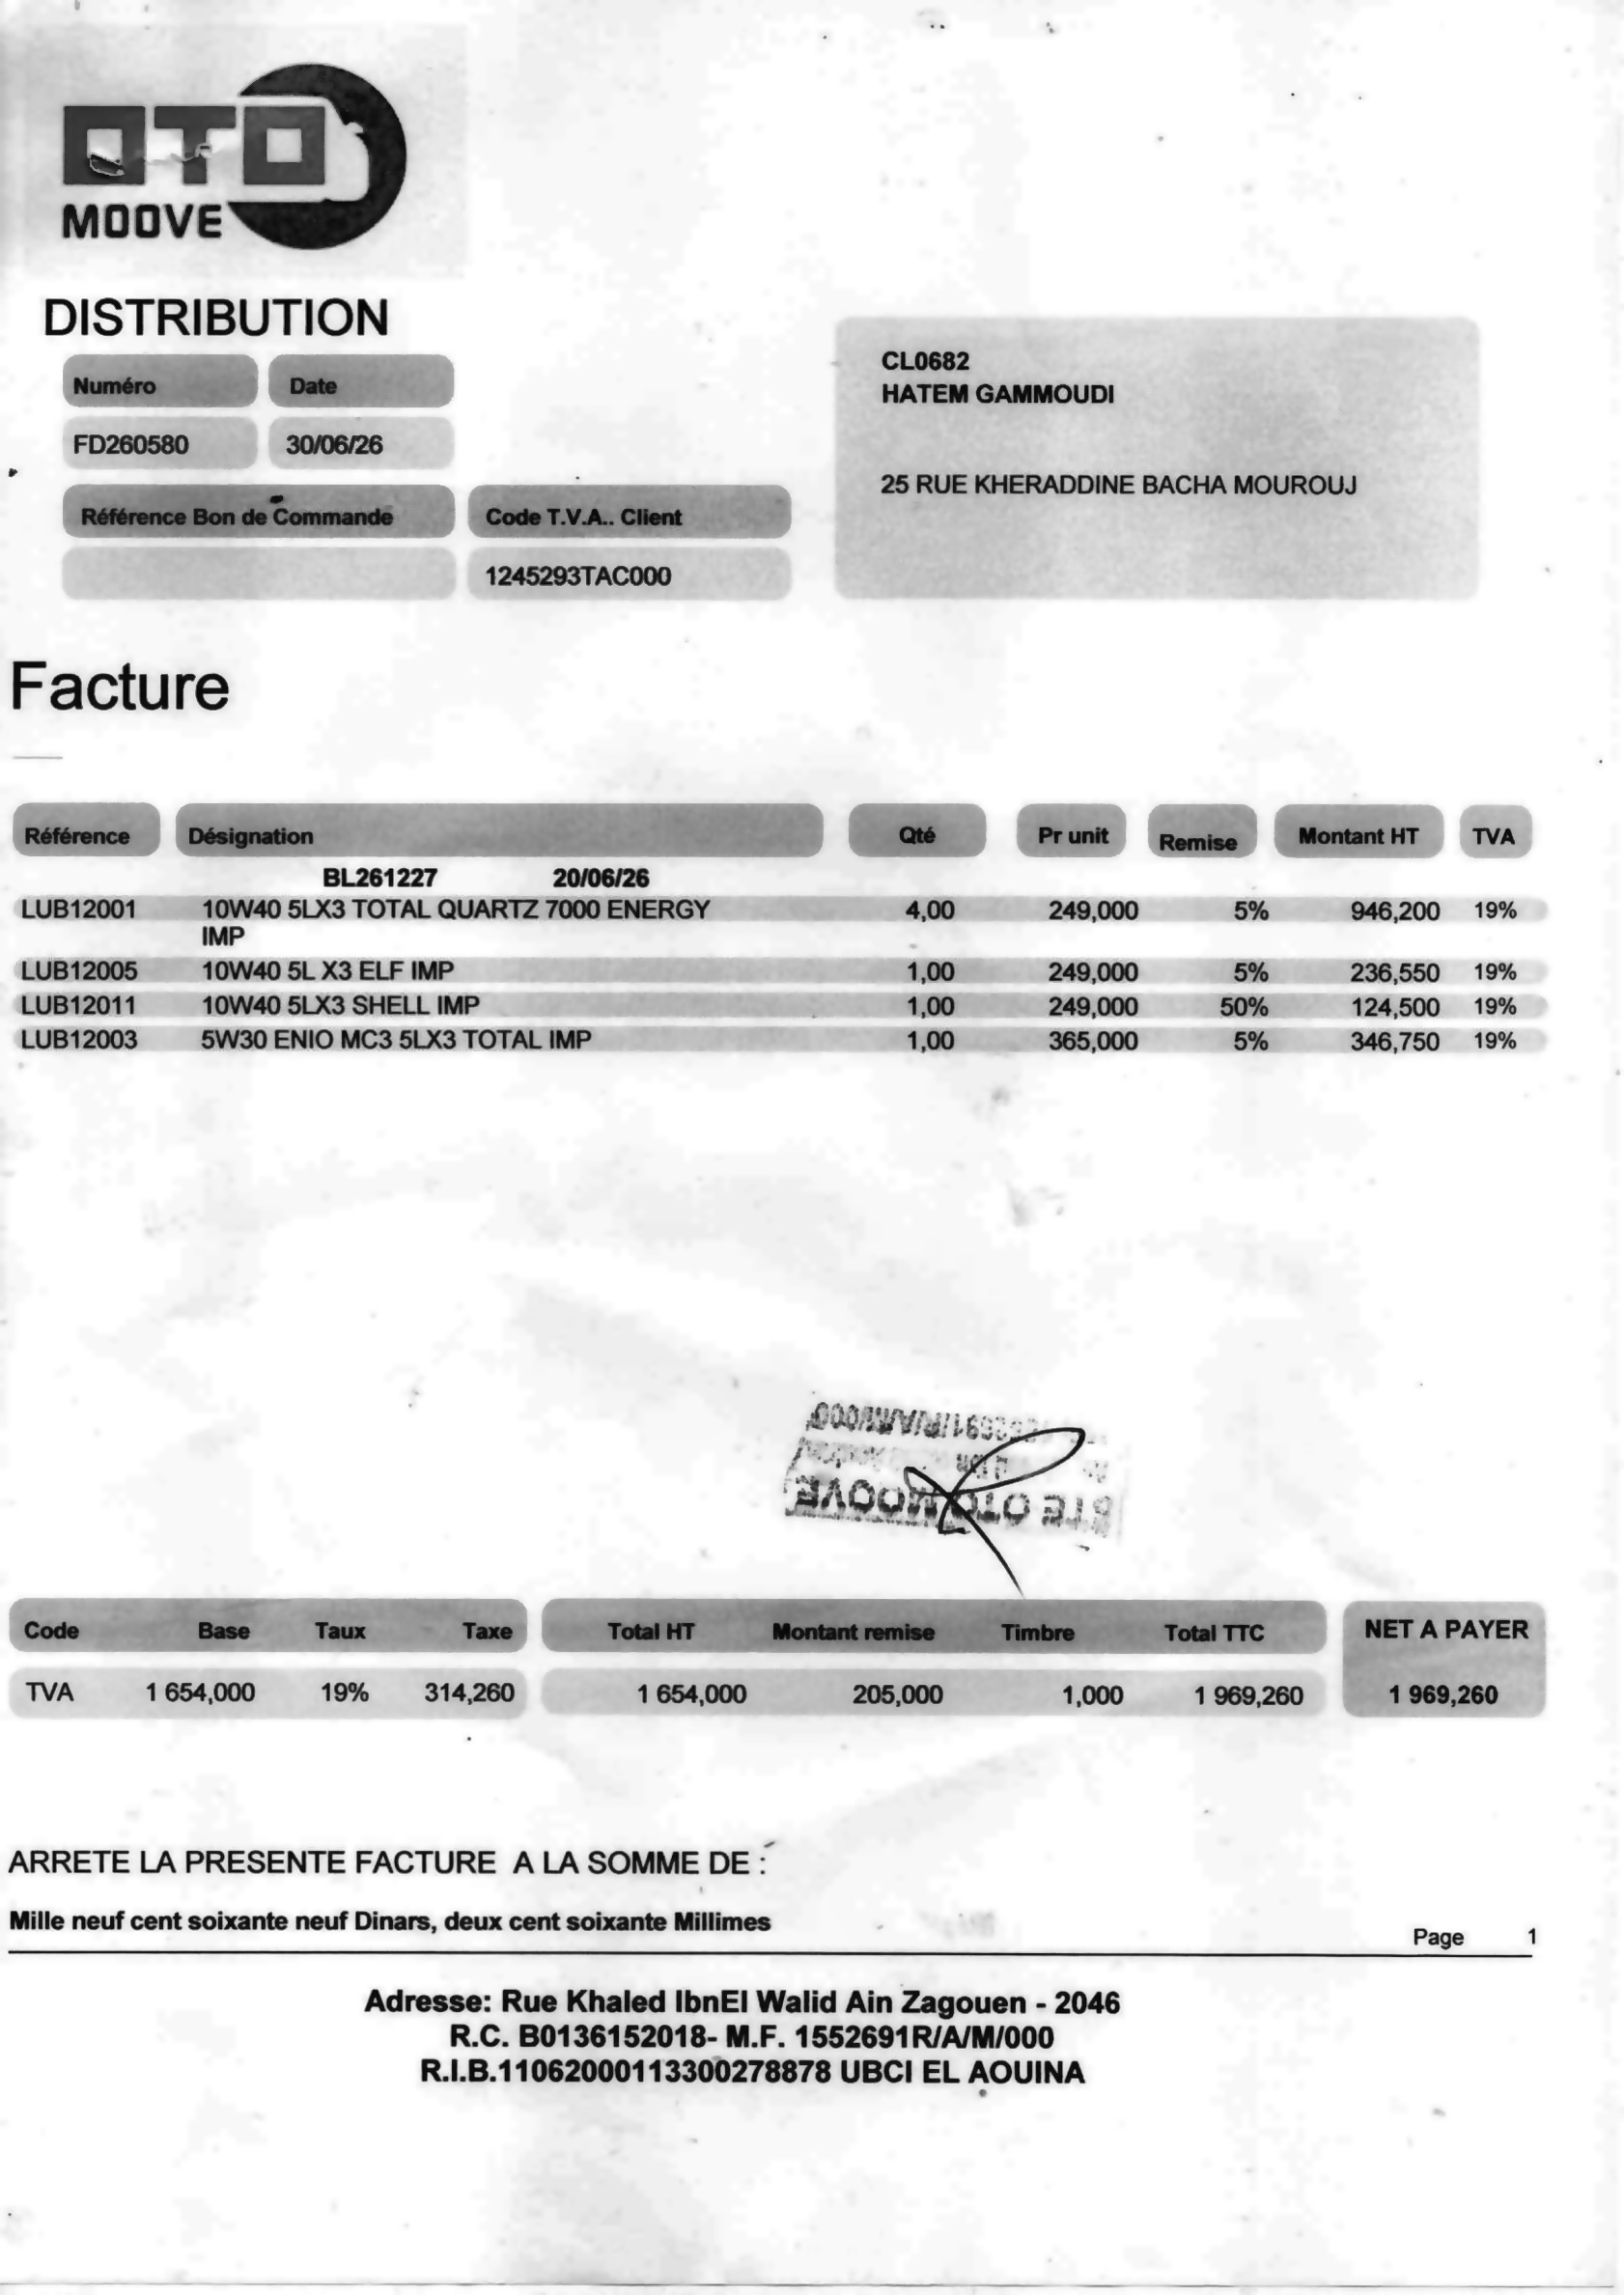 OTO
MOOVE
DISTRIBUTION
Numéro Date
FD260580 30/06/26
Référence Bon de Commande Code T.V.A.. Client
1245293TAC000
CL0682
HATEM GAMMOUDI
25 RUE KHERADDINE BACHA MOUROUJ
Facture
Référence Désignation Qté Pr unit Remise Montant HT TVA
BL261227 20/06/26
LUB12001 10W40 5LX3 TOTAL QUARTZ 7000 ENERGY 4,00 249,000 5% 946,200 19%
IMP
LUB12005 10W40 5L X3 ELF IMP 1,00 249,000 5% 236,550 19%
LUB12011 10W40 5LX3 SHELL IMP 1,00 249,000 50% 124,500 19%
LUB12003 5W30 ENIO MC3 5LX3 TOTAL IMP 1,00 365,000 5% 346,750 19%
STE OTO MOOVE
Code Base Taux Taxe Total HT Montant remise Timbre Total TTC NET A PAYER
TVA 1 654,000 19% 314,260 1 654,000 205,000 1,000 1 969,260 1 969,260
ARRETE LA PRESENTE FACTURE A LA SOMME DE :
Mille neuf cent soixante neuf Dinars, deux cent soixante Millimes
Page 1
Adresse: Rue Khaled IbnEl Walid Ain Zagouen - 2046
R.C. B0136152018- M.F. 1552691R/A/M/000
R.I.B.11062000113300278878 UBCI EL AOUINA